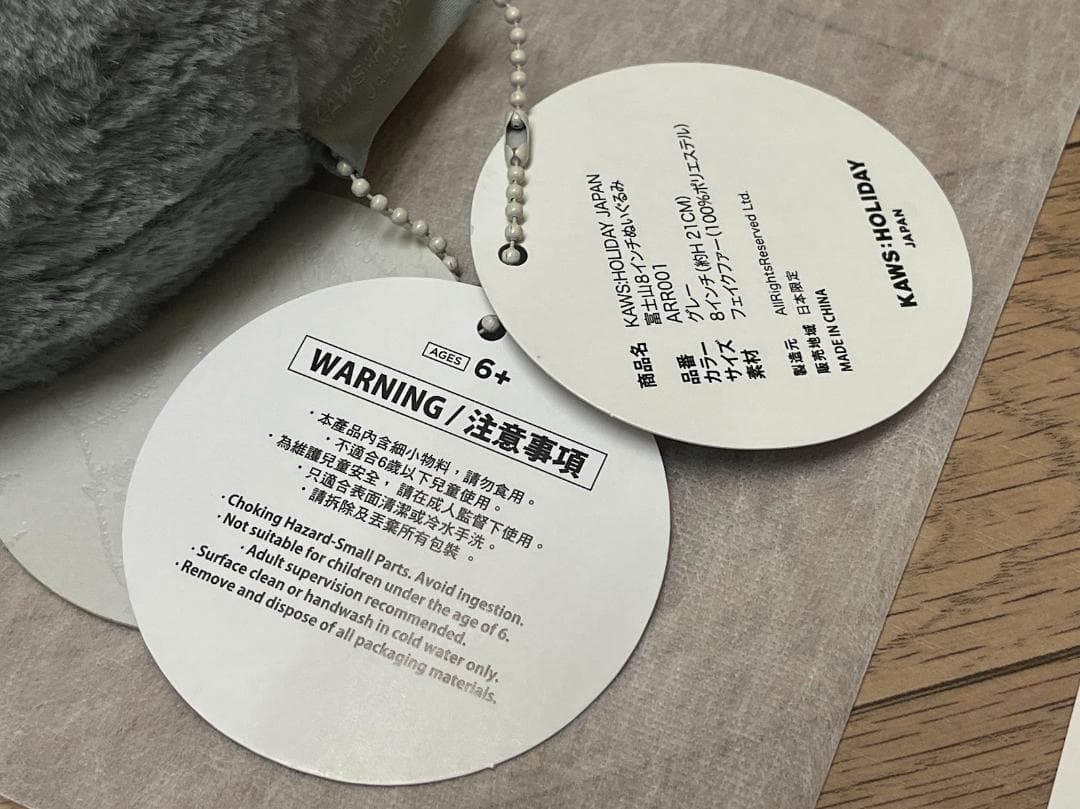 KAWS:HOLIDAY
JAPAN
AGES 6+
WARNING / 注意事項
・本產品內含細小物料，請勿食用。
・不適合6歲以下兒童使用。
・為維護兒童安全，請在成人監督下使用。
・只適合表面清潔或冷水手洗。
・請拆除及丟棄所有包裝 。
· Choking Hazard-Small Parts. Avoid ingestion.
· Not suitable for children under the age of 6.
· Adult supervision recommended.
· Surface clean or handwash in cold water only.
· Remove and dispose of all packaging materials.
商品名 KAWS:HOLIDAY JAPAN
富士山8インチぬいぐるみ
品番 ARR001
カラー グレー
サイズ 8インチ(約H 21CM)
素材 フェイクファー(100%ポリエステル)
製造元 AllRightsReserved Ltd.
販売地域 日本限定
MADE IN CHINA
KAWS:HOLIDAY
JAPAN